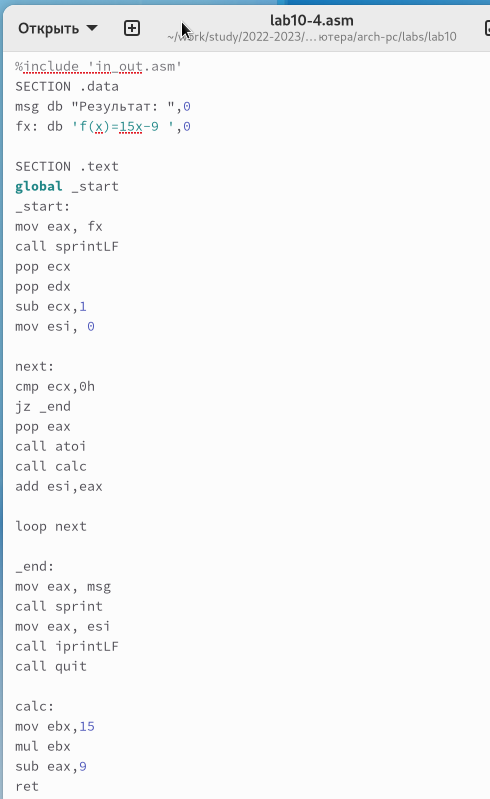 Открыть
lab10-4.asm
~/work/study/2022-2023/... ютера/arch-pc/labs/lab10
%include 'in_out.asm'
SECTION .data
msg db "Результат: ",0
fx: db 'f(x)=15x-9 ',0
SECTION .text
global _start
_start:
mov eax, fx
call sprintLF
pop ecx
pop edx
sub ecx,1
mov esi, 0
next:
cmp ecx,0h
jz _end
pop eax
call atoi
call calc
add esi,eax
loop next
_end:
mov eax, msg
call sprint
mov eax, esi
call iprintLF
call quit
calc:
mov ebx,15
mul ebx
sub eax,9
ret